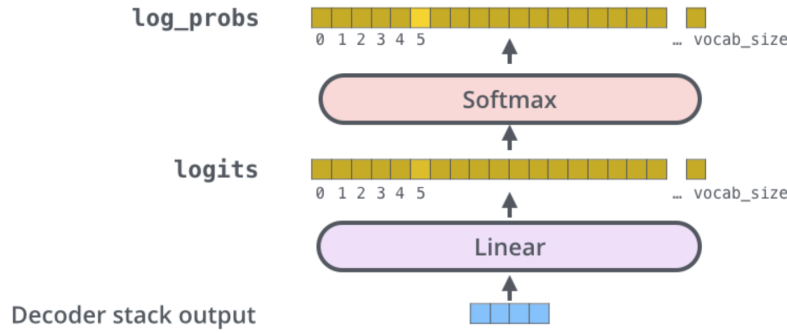 log_probs
0 1 2 3 4 5 … vocab_size
Softmax
logits
0 1 2 3 4 5 … vocab_size
Linear
Decoder stack output